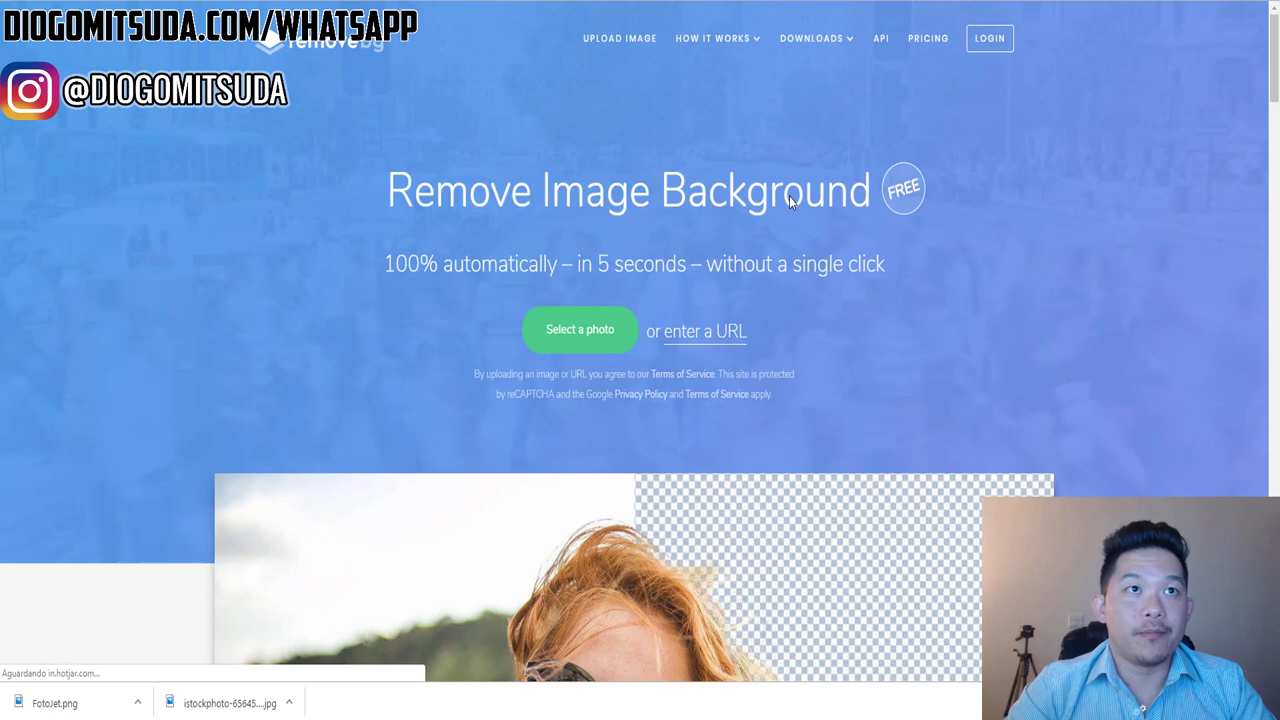 DIOGOMITSUDA.COM/WHATSAPP
removebg
@DIOGOMITSUDA
UPLOAD IMAGE
HOW IT WORKS
DOWNLOADS
API
PRICING
LOGIN
Remove Image Background
FREE
100% automatically – in 5 seconds – without a single click
Select a photo
or enter a URL
By uploading an image or URL you agree to our Terms of Service. This site is protected
by reCAPTCHA and the Google Privacy Policy and Terms of Service apply.
Aguardando in.hotjar.com...
FotoJet.png
istockphoto-65645....jpg